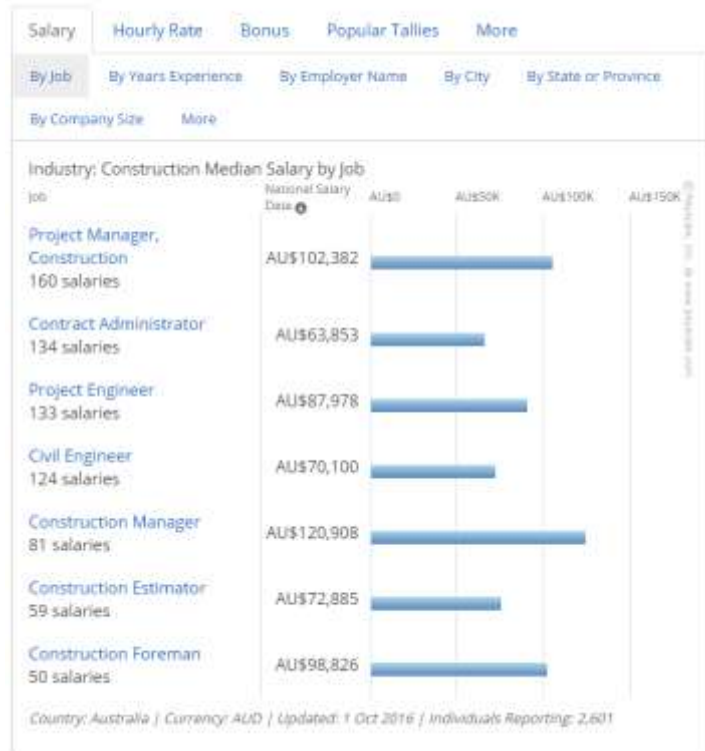 Salary Hourly Rate Bonus Popular Tallies More
By Job By Years Experience By Employer Name By City By State or Province
By Company Size More
Industry: Construction Median Salary by Job
Job National Salary Data AU$0 AU$50K AU$100K AU$150K
Project Manager, Construction
160 salaries
AU$102,382
Contract Administrator
134 salaries
AU$63,853
Project Engineer
133 salaries
AU$87,978
Civil Engineer
124 salaries
AU$70,100
Construction Manager
81 salaries
AU$120,908
Construction Estimator
59 salaries
AU$72,885
Construction Foreman
50 salaries
AU$98,826
Country: Australia | Currency: AUD | Updated: 1 Oct 2016 | Individuals Reporting: 2,601